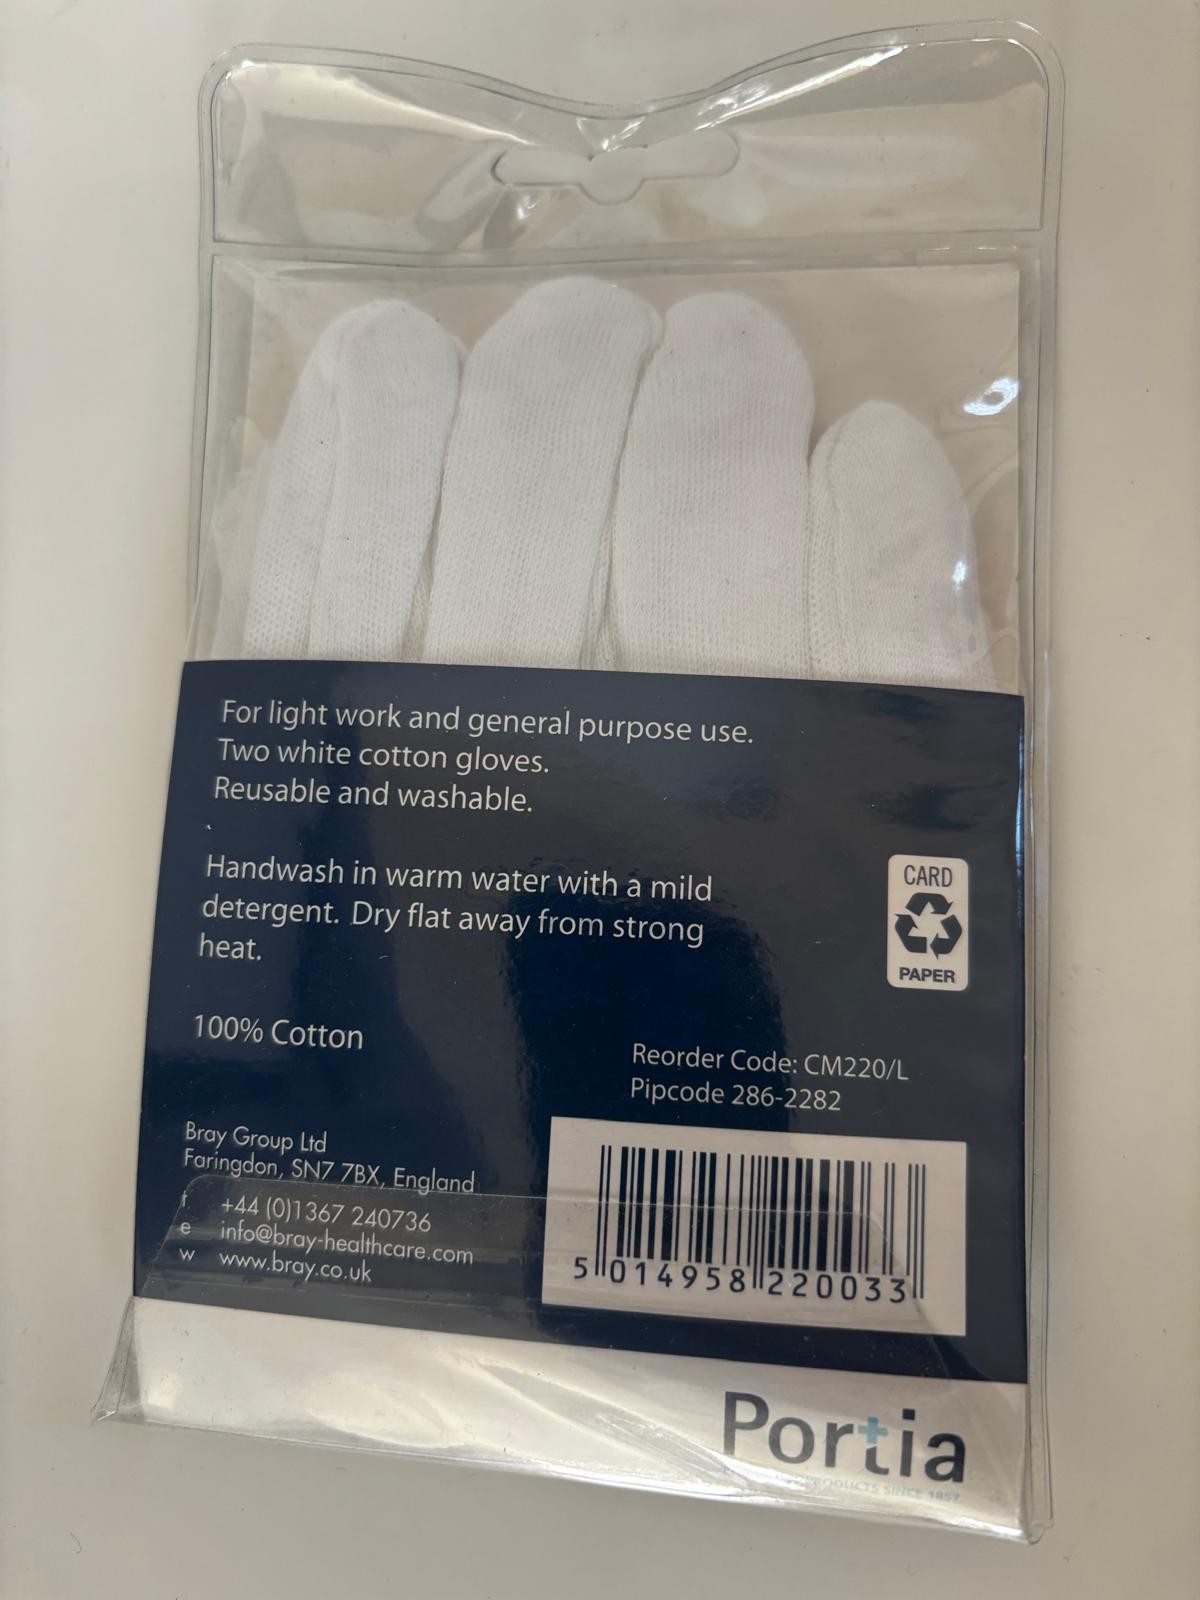 For light work and general purpose use.
Two white cotton gloves.
Reusable and washable.
Handwash in warm water with a mild
detergent. Dry flat away from strong
heat.
CARD
PAPER
100% Cotton
Reorder Code: CM220/L
Pipcode 286-2282
Bray Group Ltd
Faringdon, SN7 7BX, England
t +44 (0)1367 240736
e info@bray-healthcare.com
w www.bray.co.uk
5 014958 220033
Portia
PRODUCTS SINCE 1857